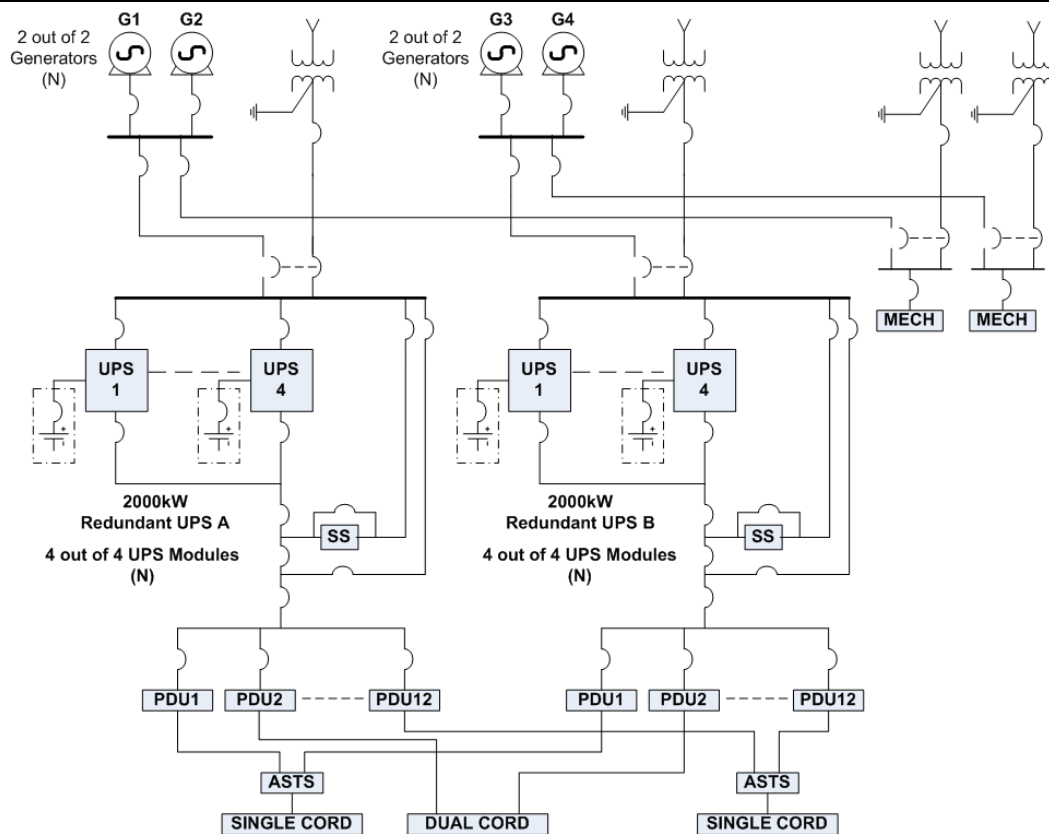 G1 G2
2 out of 2
Generators
(N)
G3 G4
2 out of 2
Generators
(N)
MECH MECH
UPS
1
UPS
4
UPS
1
UPS
4
+
-
+
-
+
-
+
-
2000kW
Redundant UPS A
4 out of 4 UPS Modules
(N)
SS
2000kW
Redundant UPS B
4 out of 4 UPS Modules
(N)
SS
PDU1 PDU2 PDU12 PDU1 PDU2 PDU12
ASTS ASTS
SINGLE CORD DUAL CORD SINGLE CORD